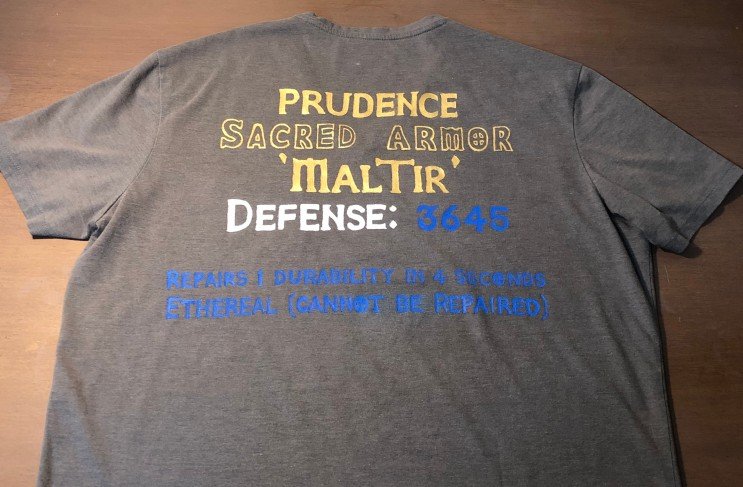 PRUDENCE
SACRED ARMOR
'MALTIR'
DEFENSE: 3645
REPAIRS 1 DURABILITY IN 4 SECONDS
ETHEREAL (CANNOT BE REPAIRED)